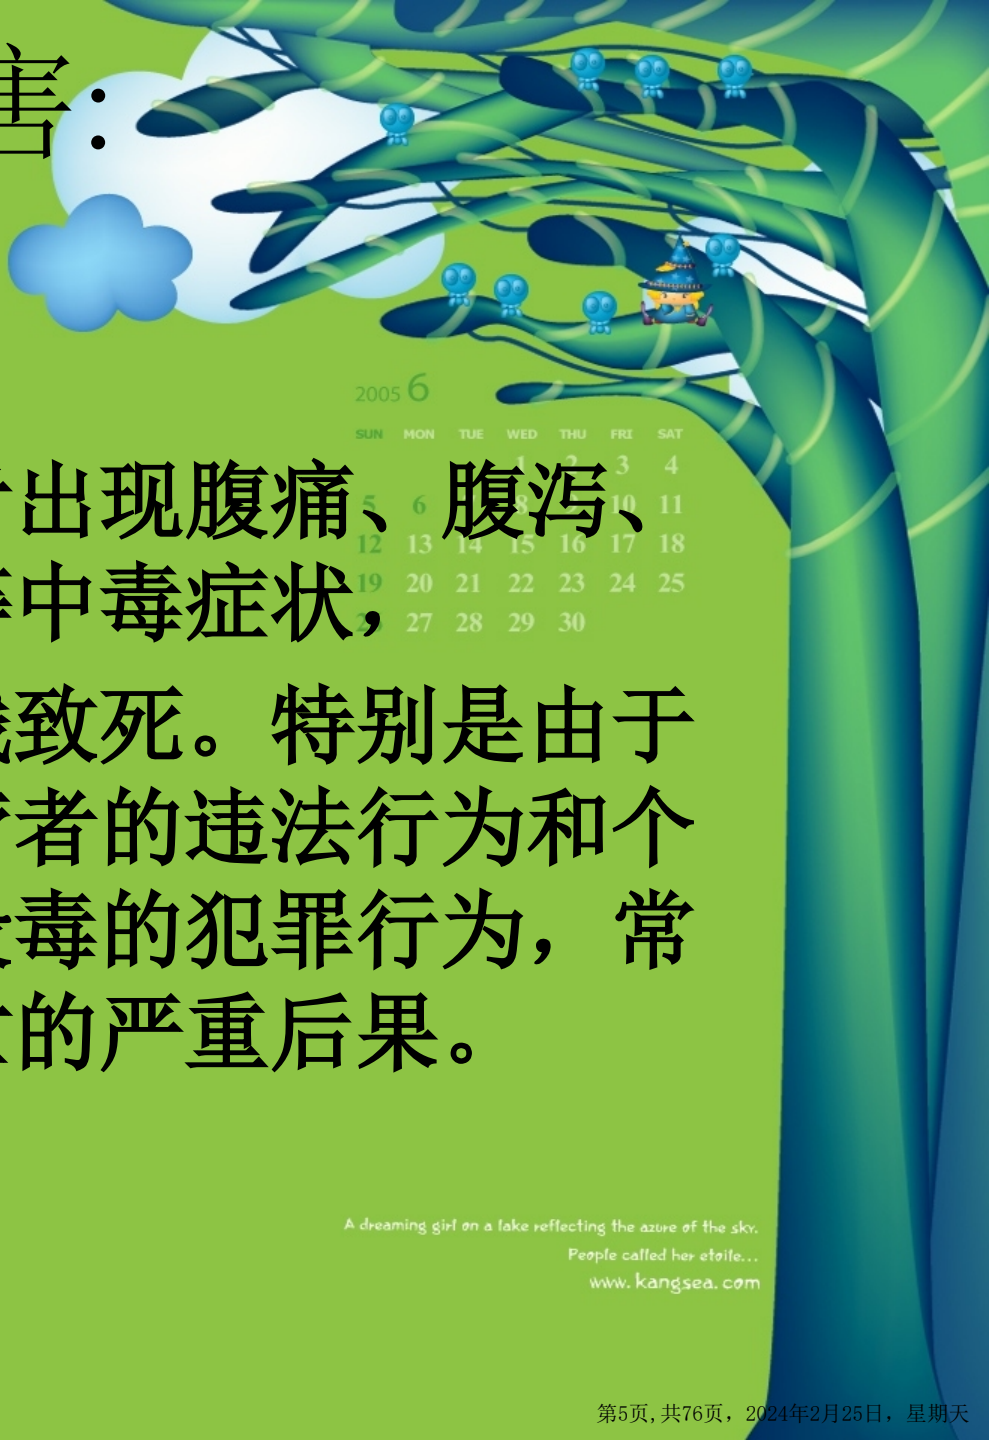 害：
2005 6
SUN MON TUE WED THU FRI SAT
1 2 3 4
5 6 8 10 11
12 13 14 15 16 17 18
19 20 21 22 23 24 25
27 28 29 30
出现腹痛、腹泻、
中毒症状，
致死。特别是由于
者的违法行为和个
毒的犯罪行为，常
的严重后果。
A dreaming girl on a lake reflecting the azure of the sky.
People called her etoile...
www.kangsea.com
第5页,共76页，2024年2月25日，星期天